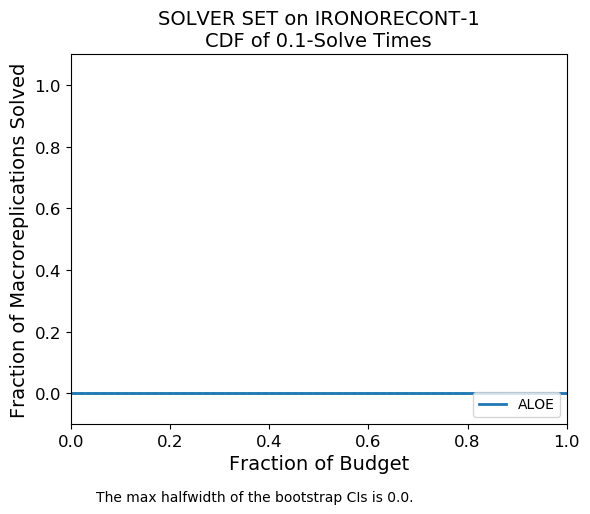 SOLVER SET on IRONORECONT-1
CDF of 0.1-Solve Times
Fraction of Macroreplications Solved
1.0
0.8
0.6
0.4
0.2
0.0
ALOE
0.0 0.2 0.4 0.6 0.8 1.0
Fraction of Budget
The max halfwidth of the bootstrap CIs is 0.0.